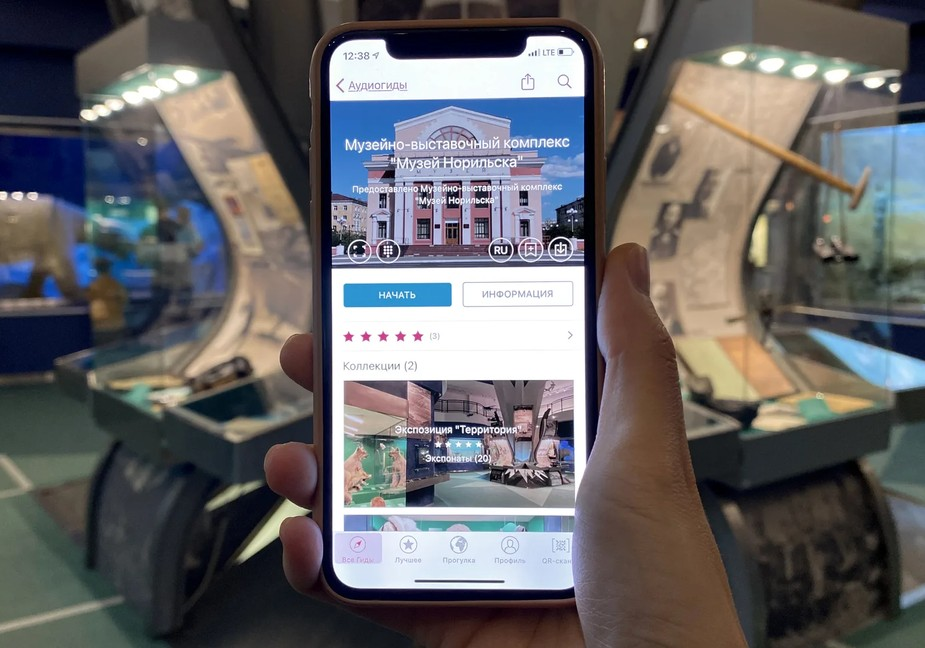 12:38
LTE
Аудиогиды
Музейно-выставочный комплекс
"Музей Норильска"
Предоставлено Музейно-выставочный комплекс
"Музей Норильска"
RU
НАЧАТЬ
ИНФОРМАЦИЯ
(3)
Коллекции (2)
Экспозиция "Территория"
Экспонаты (20)
Все Гиды
Лучшее
Прогулка
Профиль
QR-скан